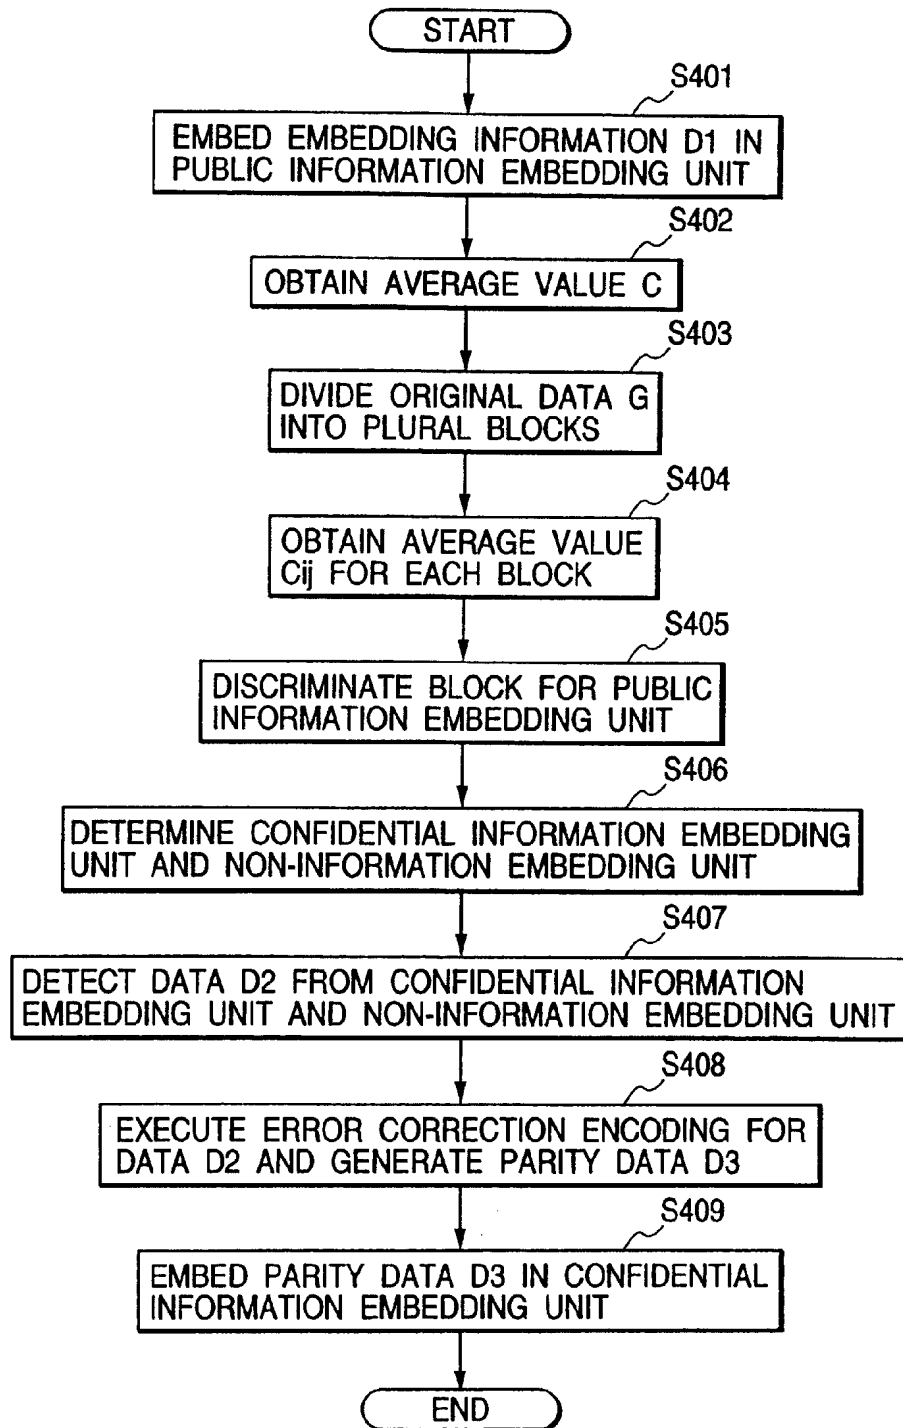 START
S401
EMBED EMBEDDING INFORMATION D1 IN
PUBLIC INFORMATION EMBEDDING UNIT
S402
OBTAIN AVERAGE VALUE C
S403
DIVIDE ORIGINAL DATA G
INTO PLURAL BLOCKS
S404
OBTAIN AVERAGE VALUE
Cij FOR EACH BLOCK
S405
DISCRIMINATE BLOCK FOR PUBLIC
INFORMATION EMBEDDING UNIT
S406
DETERMINE CONFIDENTIAL INFORMATION EMBEDDING
UNIT AND NON-INFORMATION EMBEDDING UNIT
S407
DETECT DATA D2 FROM CONFIDENTIAL INFORMATION
EMBEDDING UNIT AND NON-INFORMATION EMBEDDING UNIT
S408
EXECUTE ERROR CORRECTION ENCODING FOR
DATA D2 AND GENERATE PARITY DATA D3
S409
EMBED PARITY DATA D3 IN CONFIDENTIAL
INFORMATION EMBEDDING UNIT
END